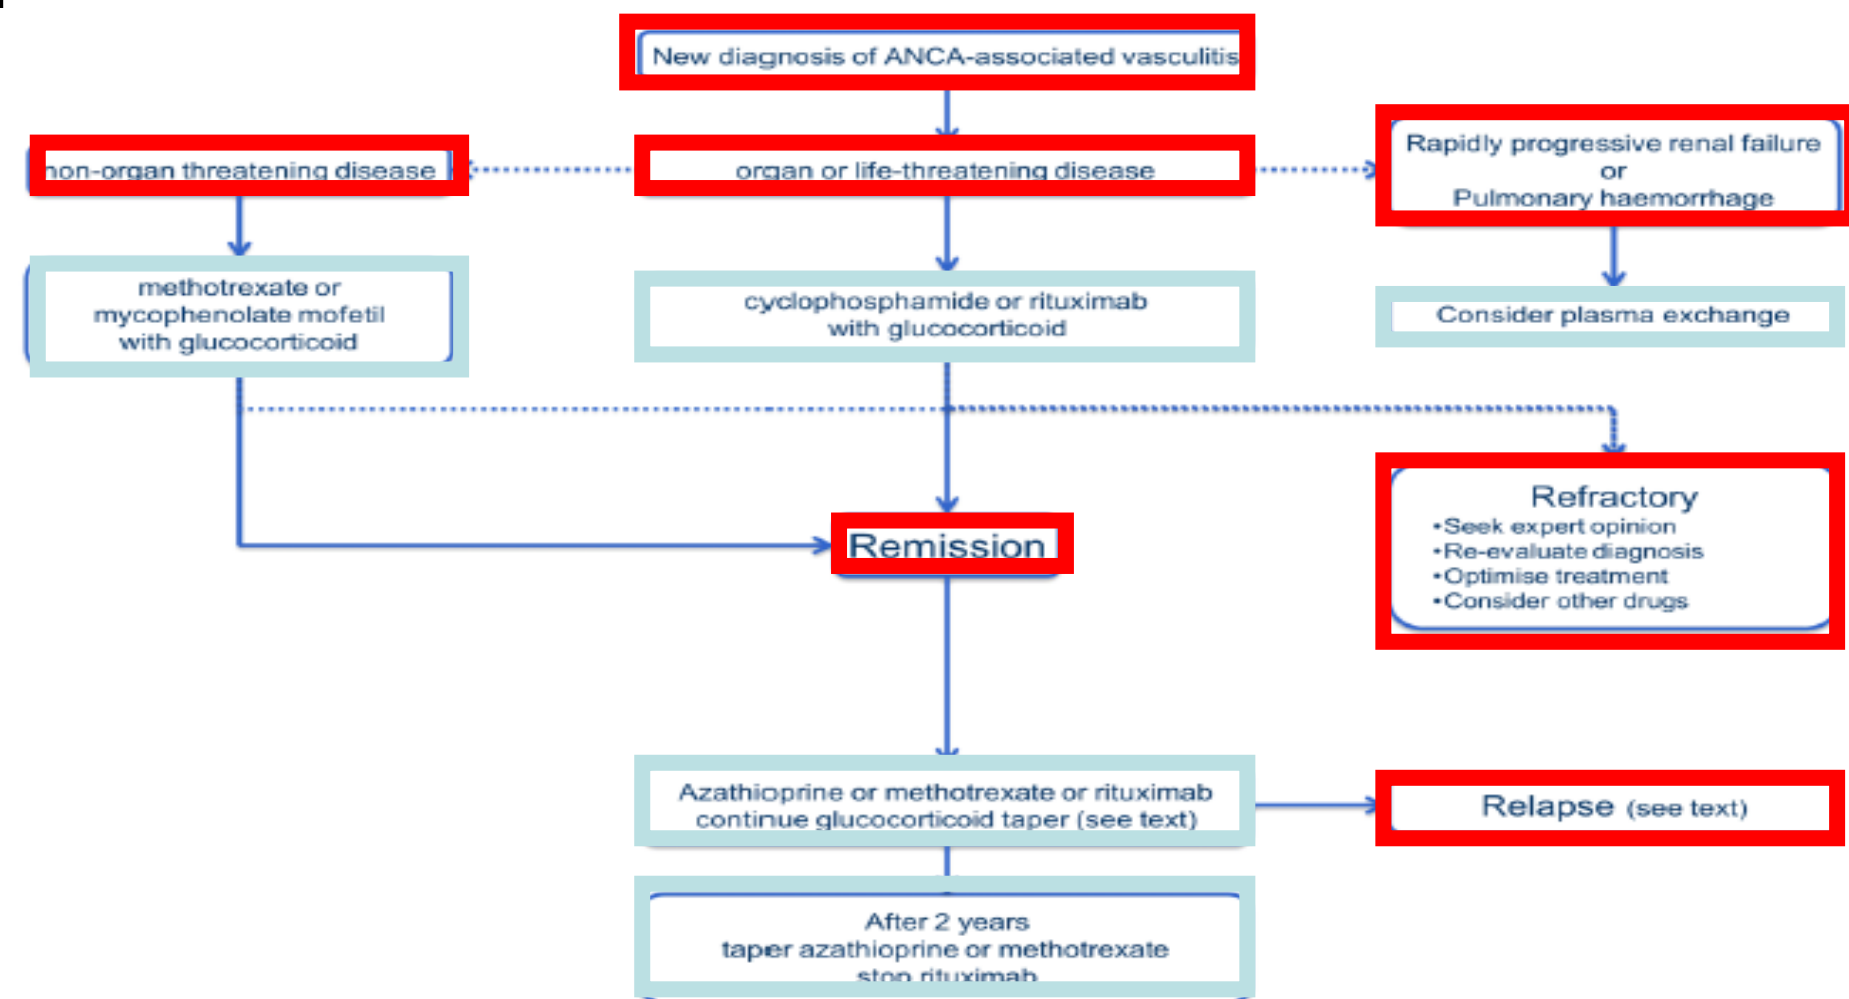 New diagnosis of ANCA-associated vasculitis
non-organ threatening disease
organ or life-threatening disease
Rapidly progressive renal failure
or
Pulmonary haemorrhage
methotrexate or
mycophenolate mofetil
with glucocorticoid
cyclophosphamide or rituximab
with glucocorticoid
Consider plasma exchange
Remission
Refractory
•Seek expert opinion
•Re-evaluate diagnosis
•Optimise treatment
•Consider other drugs
Azathioprine or methotrexate or rituximab
continue glucocorticoid taper (see text)
Relapse (see text)
After 2 years
taper azathioprine or methotrexate
stop rituximab